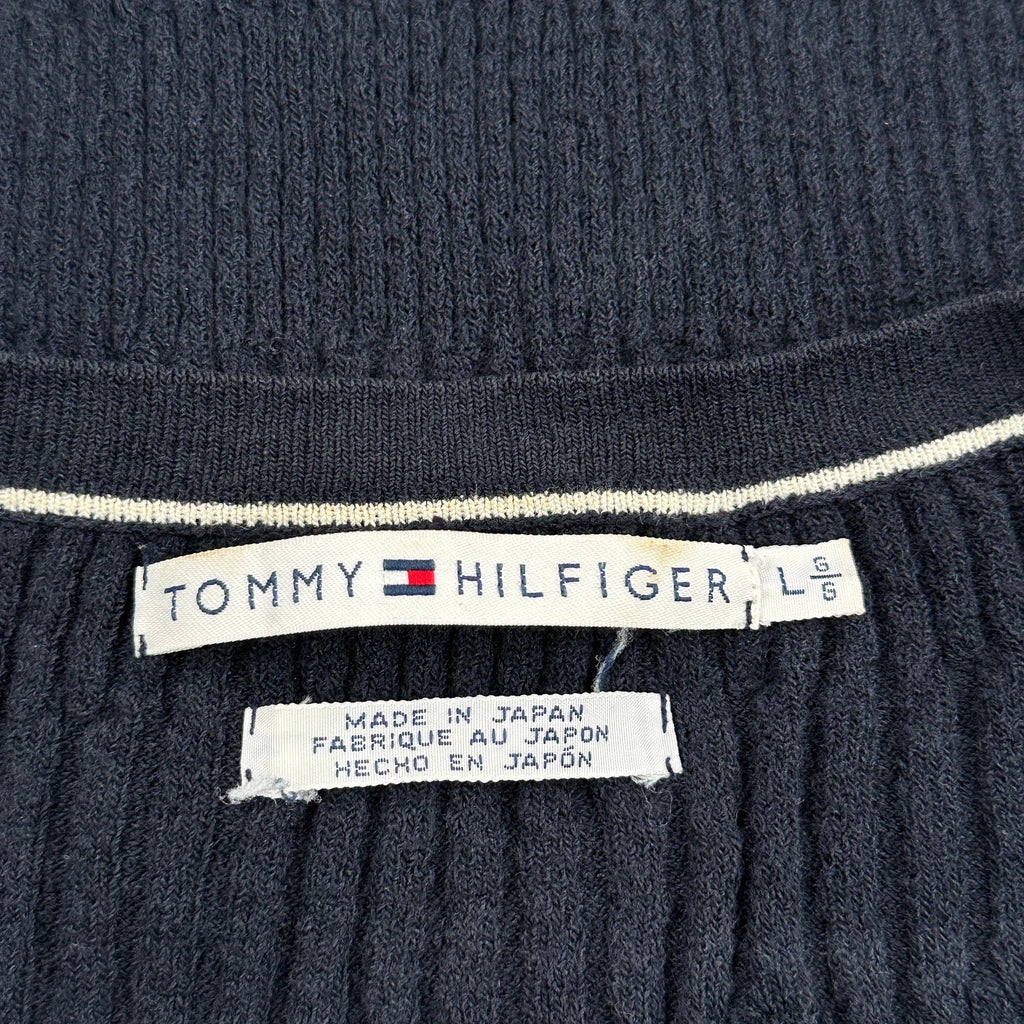 TOMMY HILFIGER
L G/G
MADE IN JAPAN
FABRIQUE AU JAPON
HECHO EN JAPÓN